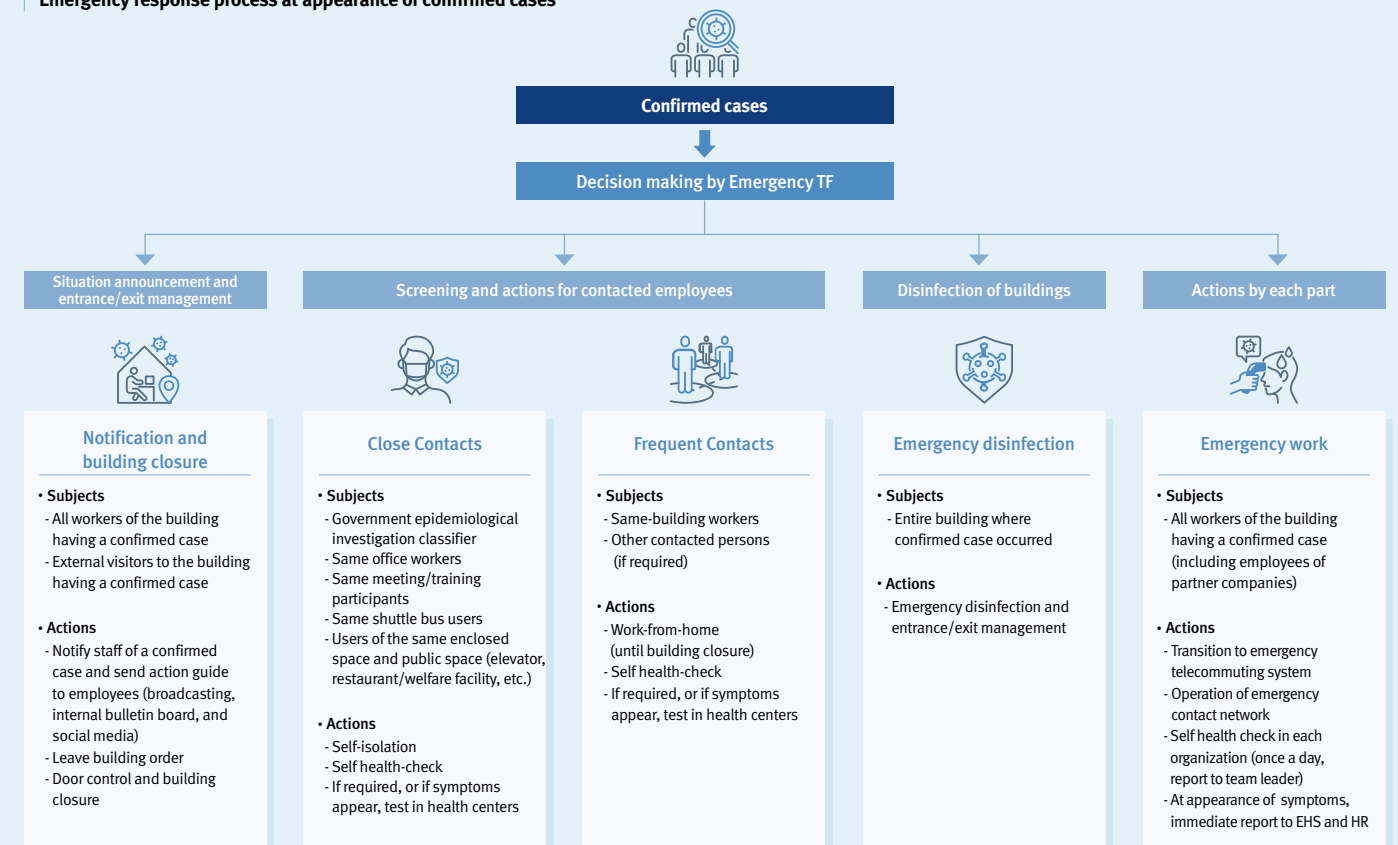 Emergency response process at appearance of confirmed cases
Confirmed cases
Decision making by Emergency TF
Situation announcement and
entrance/exit management
Screening and actions for contacted employees
Disinfection of buildings
Actions by each part
Notification and
building closure
• Subjects
- All workers of the building
having a confirmed case
- External visitors to the building
having a confirmed case
• Actions
- Notify staff of a confirmed
case and send action guide
to employees (broadcasting,
internal bulletin board, and
social media)
- Leave building order
- Door control and building
closure
Close Contacts
• Subjects
- Government epidemiological
investigation classifier
- Same office workers
- Same meeting/training
participants
- Same shuttle bus users
- Users of the same enclosed
space and public space (elevator,
restaurant/welfare facility, etc.)
• Actions
- Self-isolation
- Self health-check
- If required, or if symptoms
appear, test in health centers
Frequent Contacts
• Subjects
- Same-building workers
- Other contacted persons
(if required)
• Actions
- Work-from-home
(until building closure)
- Self health-check
- If required, or if symptoms
appear, test in health centers
Emergency disinfection
• Subjects
- Entire building where
confirmed case occurred
• Actions
- Emergency disinfection and
entrance/exit management
Emergency work
• Subjects
- All workers of the building
having a confirmed case
(including employees of
partner companies)
• Actions
- Transition to emergency
telecommuting system
- Operation of emergency
contact network
- Self health check in each
organization (once a day,
report to team leader)
- At appearance of symptoms,
immediate report to EHS and HR